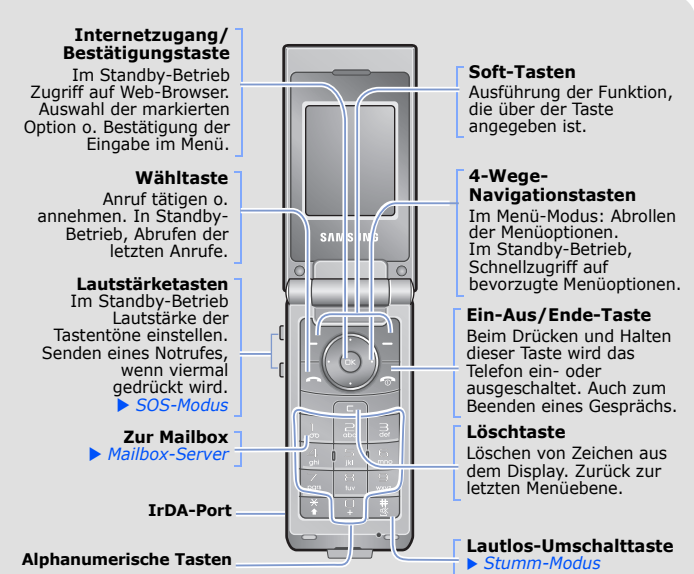 Internetzugang/
Bestätigungstaste
Im Standby-Betrieb
Zugriff auf Web-Browser.
Auswahl der markierten
Option o. Bestätigung der
Eingabe im Menü.
Wähltaste
Anruf tätigen o.
annehmen. In Standby-
Betrieb, Abrufen der
letzten Anrufe.
Lautstärketasten
Im Standby-Betrieb
Lautstärke der
Tastentöne einstellen.
Senden eines Notrufes,
wenn viermal
gedrückt wird.
▶ SOS-Modus
Zur Mailbox
▶ Mailbox-Server
IrDA-Port
Alphanumerische Tasten
SAMSUNG
OK
C
abc
def
ghi
jkl
tuv
Soft-Tasten
Ausführung der Funktion,
die über der Taste
angegeben ist.
4-Wege-
Navigationstasten
Im Menü-Modus: Abrollen
der Menüoptionen.
Im Standby-Betrieb,
Schnellzugriff auf
bevorzugte Menüoptionen.
Ein-Aus/Ende-Taste
Beim Drücken und Halten
dieser Taste wird das
Telefon ein- oder
ausgeschaltet. Auch zum
Beenden eines Gesprächs.
Löschtaste
Löschen von Zeichen aus
dem Display. Zurück zur
letzten Menüebene.
Lautlos-Umschalttaste
▶ Stumm-Modus